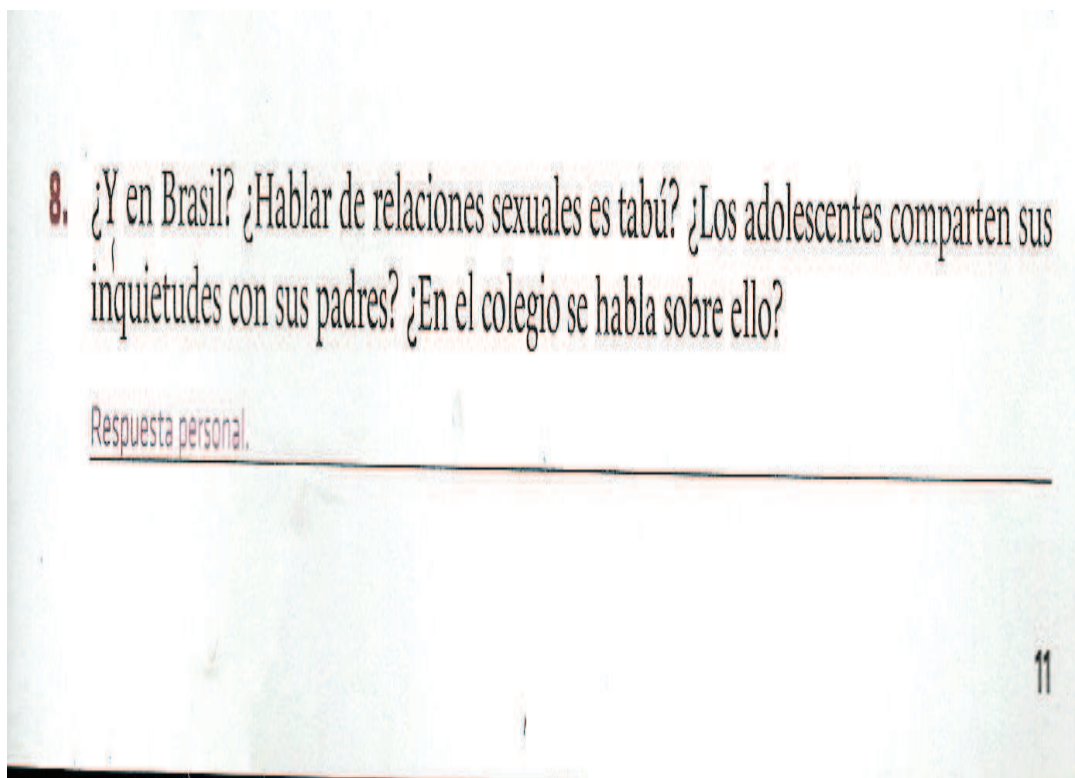 8. ¿Y en Brasil? ¿Hablar de relaciones sexuales es tabú? ¿Los adolescentes comparten sus
inquietudes con sus padres? ¿En el colegio se habla sobre ello?
Respuesta personal.
11